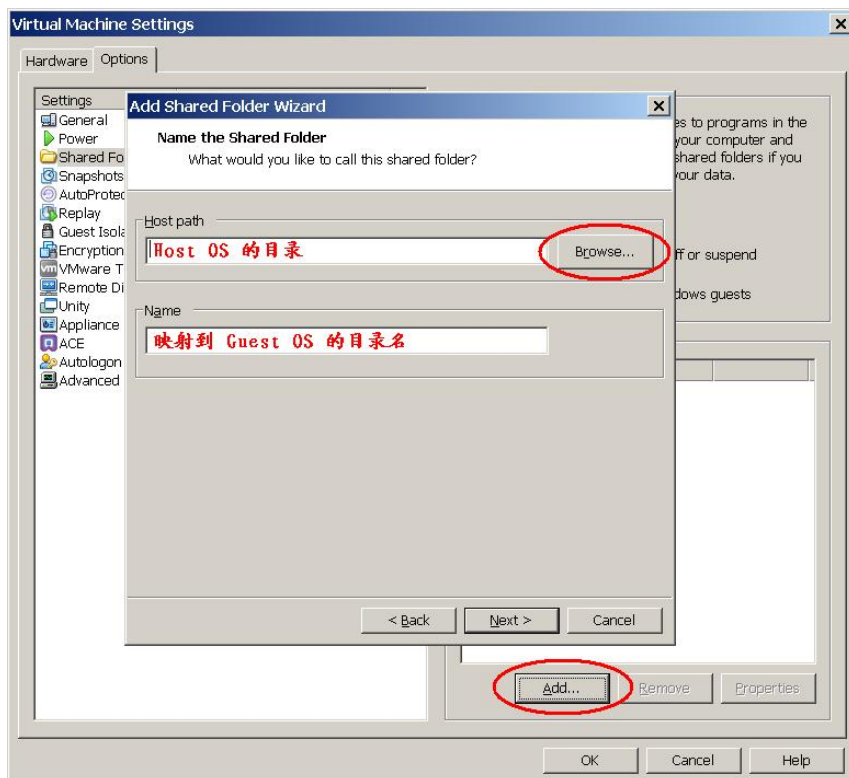 Virtual Machine Settings
Hardware
Options
Settings
General
Power
Shared Fo
Snapshots
AutoProtec
Replay
Guest Isola
Encryption
VMware T
Remote Di
Unity
Appliance
ACE
Autologon
Advanced
Add Shared Folder Wizard
Name the Shared Folder
What would you like to call this shared folder?
Host path
Host OS 的目录
Browse...
Name
映射到 Guest OS 的目录名
< Back
Next >
Cancel
es to programs in the
your computer and
shared folders if you
your data.
ff or suspend
dows guests
Add...
Remove
Properties
OK
Cancel
Help